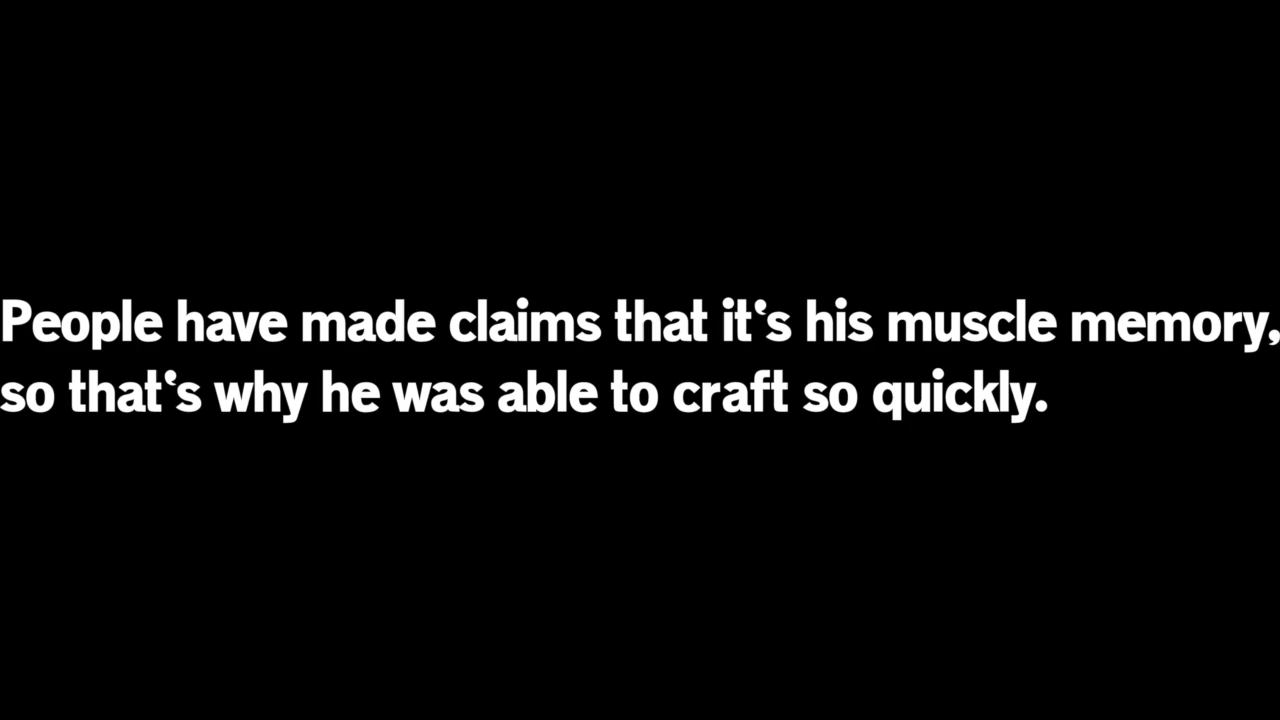 People have made claims that it‛s his muscle memory,
so that‛s why he was able to craft so quickly.